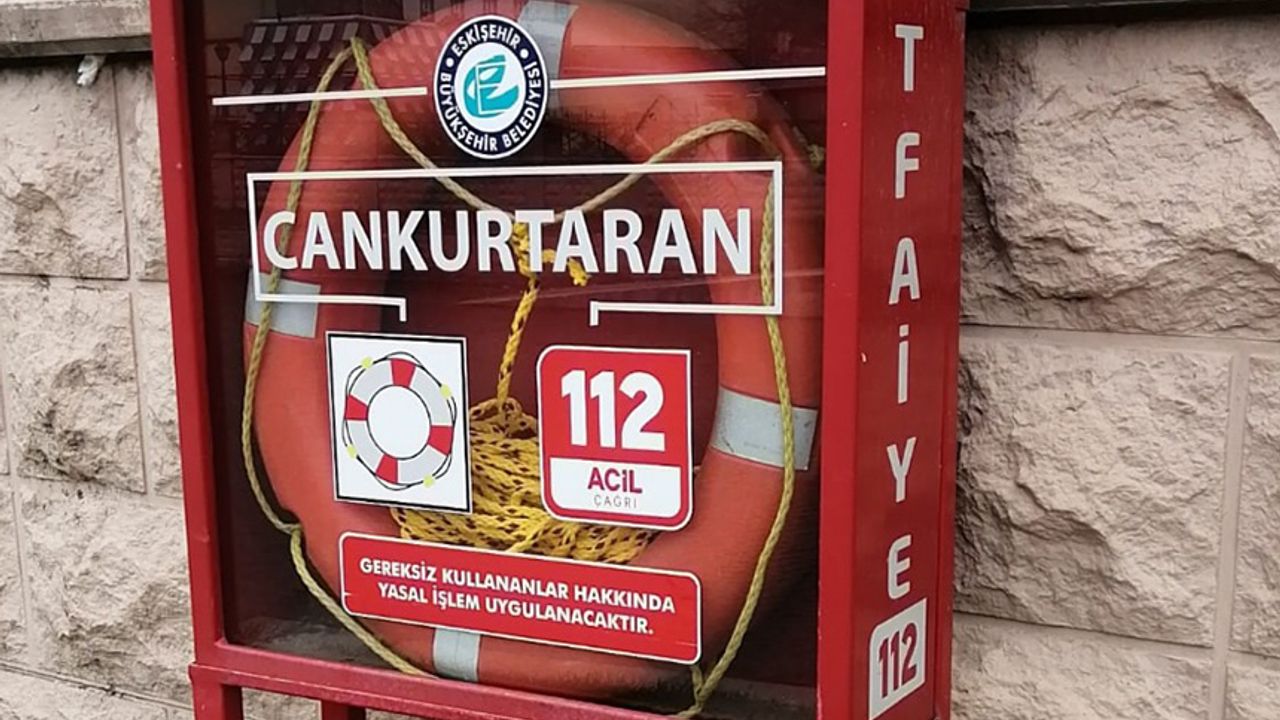 ESKİŞEHİR
BÜYÜKŞEHİR BELEDİYESİ
CANKURTARAN
112
ACİL
ÇAĞRI
GEREKSİZ KULLANANLAR HAKKINDA
YASAL İŞLEM UYGULANACAKTIR.
İTFAİYE
112